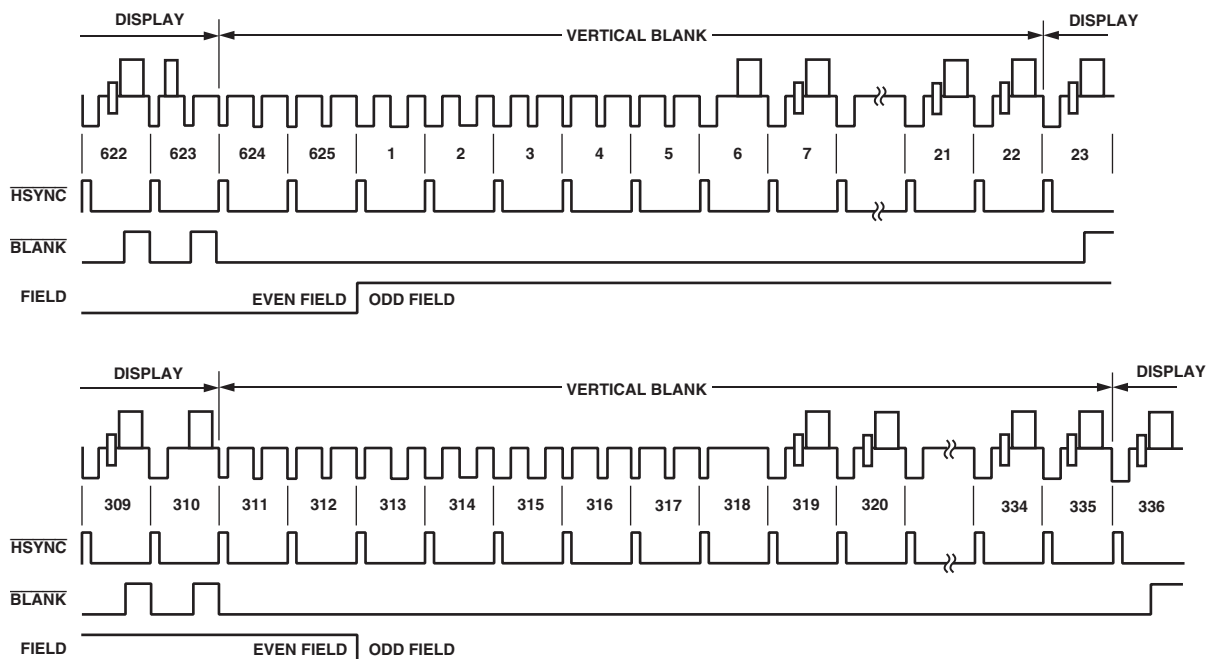 DISPLAY VERTICAL BLANK DISPLAY
622 623 624 625 1 2 3 4 5 6 7 21 22 23
HSYNC
BLANK
FIELD EVEN FIELD ODD FIELD
DISPLAY VERTICAL BLANK DISPLAY
309 310 311 312 313 314 315 316 317 318 319 320 334 335 336
HSYNC
BLANK
FIELD EVEN FIELD ODD FIELD